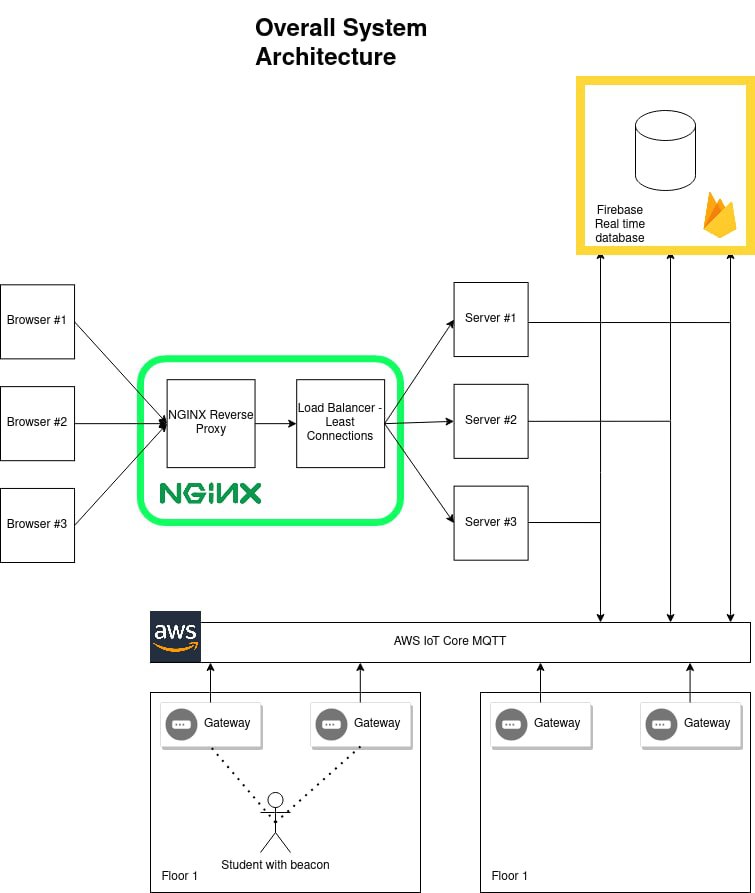 Overall System
Architecture
Firebase
Real time
database
Browser #1
Server #1
NGINX Reverse
Proxy
Load Balancer -
Least
Connections
Browser #2
Server #2
NGiNX
Browser #3
Server #3
aws
AWS IoT Core MQTT
Gateway
Gateway
Gateway
Gateway
Student with beacon
Floor 1
Floor 1